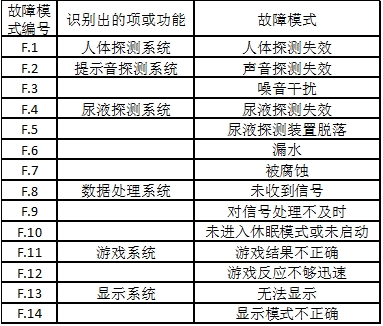 故障模式编号 识别出的项或功能 故障模式
F.1 人体探测系统 人体探测失效
F.2 提示音探测系统 声音探测失效
F.3 噪音干扰
F.4 尿液探测系统 尿液探测失效
F.5 尿液探测装置脱落
F.6 漏水
F.7 被腐蚀
F.8 数据处理系统 未收到信号
F.9 对信号处理不及时
F.10 未进入休眠模式或未启动
F.11 游戏系统 游戏结果不正确
F.12 游戏反应不够迅速
F.13 显示系统 无法显示
F.14 显示模式不正确